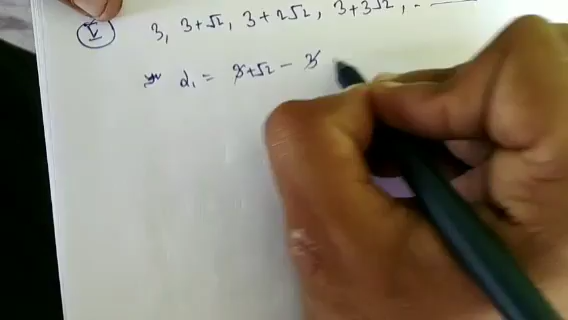 (v) 3, 3+√2, 3+2√2, 3+3√2, . ——
d₁ = 3+√2 - 3